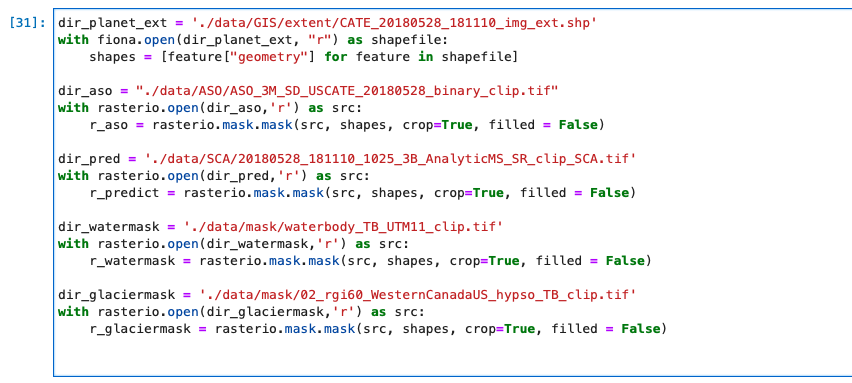 [31]: dir_planet_ext = './data/GIS/extent/CATE_20180528_181110_img_ext.shp'
with fiona.open(dir_planet_ext, "r") as shapefile:
    shapes = [feature["geometry"] for feature in shapefile]

dir_aso = "./data/ASO/ASO_3M_SD_USCATE_20180528_binary_clip.tif"
with rasterio.open(dir_aso,'r') as src:
    r_aso = rasterio.mask.mask(src, shapes, crop=True, filled = False)

dir_pred = './data/SCA/20180528_181110_1025_3B_AnalyticMS_SR_clip_SCA.tif'
with rasterio.open(dir_pred,'r') as src:
    r_predict = rasterio.mask.mask(src, shapes, crop=True, filled = False)

dir_watermask = './data/mask/waterbody_TB_UTM11_clip.tif'
with rasterio.open(dir_watermask,'r') as src:
    r_watermask = rasterio.mask.mask(src, shapes, crop=True, filled = False)

dir_glaciermask = './data/mask/02_rgi60_WesternCanadaUS_hypso_TB_clip.tif'
with rasterio.open(dir_glaciermask,'r') as src:
    r_glaciermask = rasterio.mask.mask(src, shapes, crop=True, filled = False)